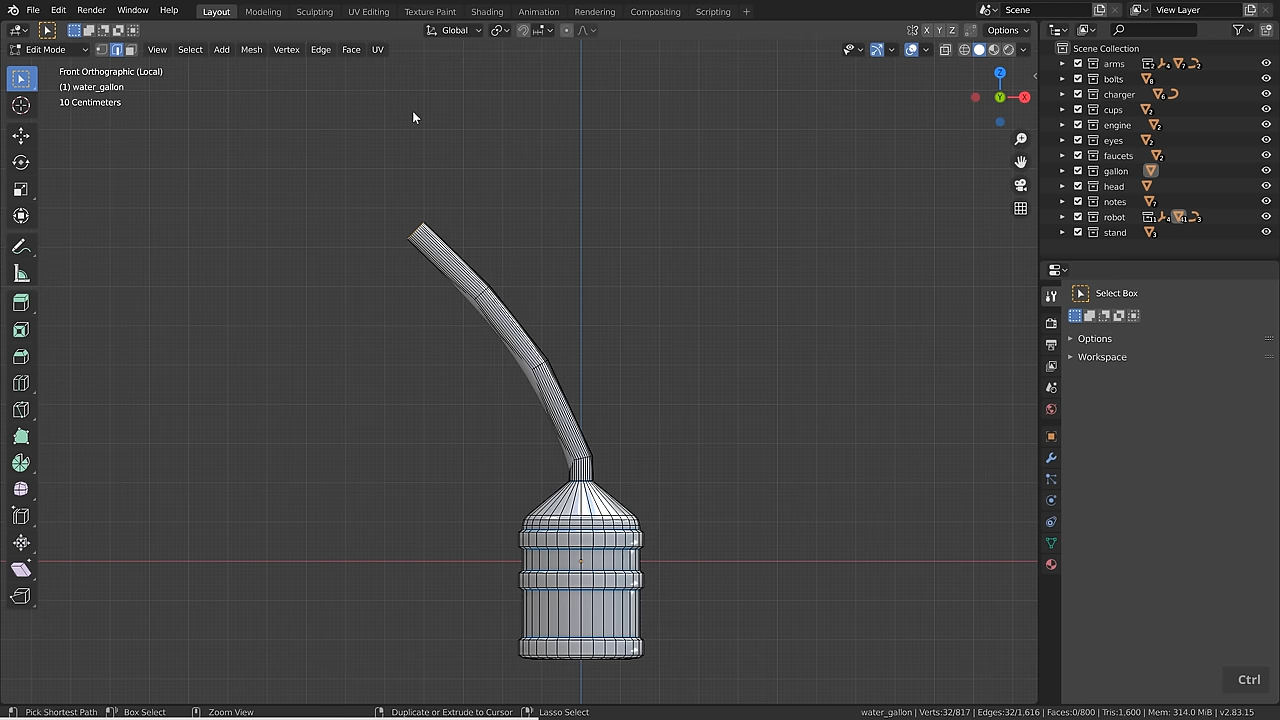 File Edit Render Window Help Layout Modeling Sculpting UV Editing Texture Paint Shading Animation Rendering Compositing Scripting + Scene View Layer
Global X Y Z Options
Edit Mode View Select Add Mesh Vertex Edge Face UV
Scene Collection
Front Orthographic (Local)
(1) water_gallon
10 Centimeters
Z
Y
X
arms
bolts
charger
cups
engine
eyes
faucets
gallon
head
notes
robot
stand
Select Box
Options
Workspace
Ctrl
Pick Shortest Path Box Select Zoom View Duplicate or Extrude to Cursor Lasso Select water_gallon | Verts:32/817 | Edges:32/1,616 | Faces:0/800 | Tris:1,600 | Mem: 314.0 MiB | v2.83.15